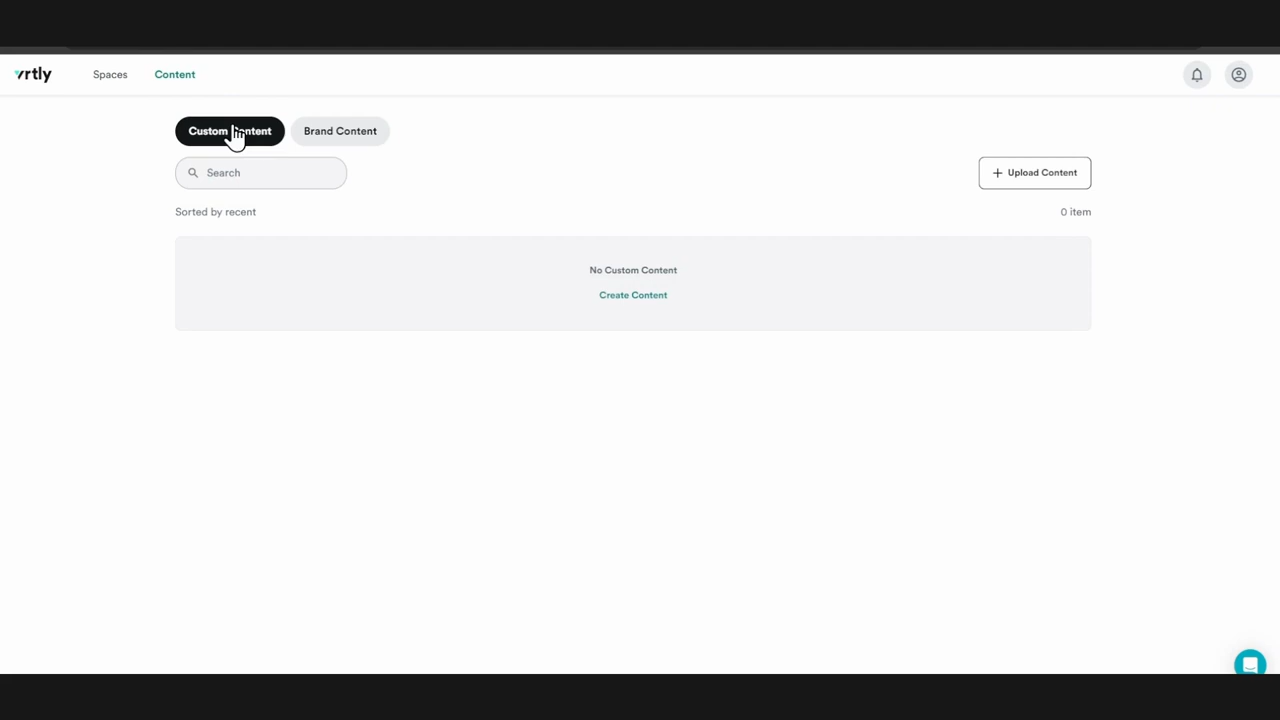 vrtly Spaces Content
Custom Content Brand Content
Search + Upload Content
Sorted by recent 0 item
No Custom Content
Create Content